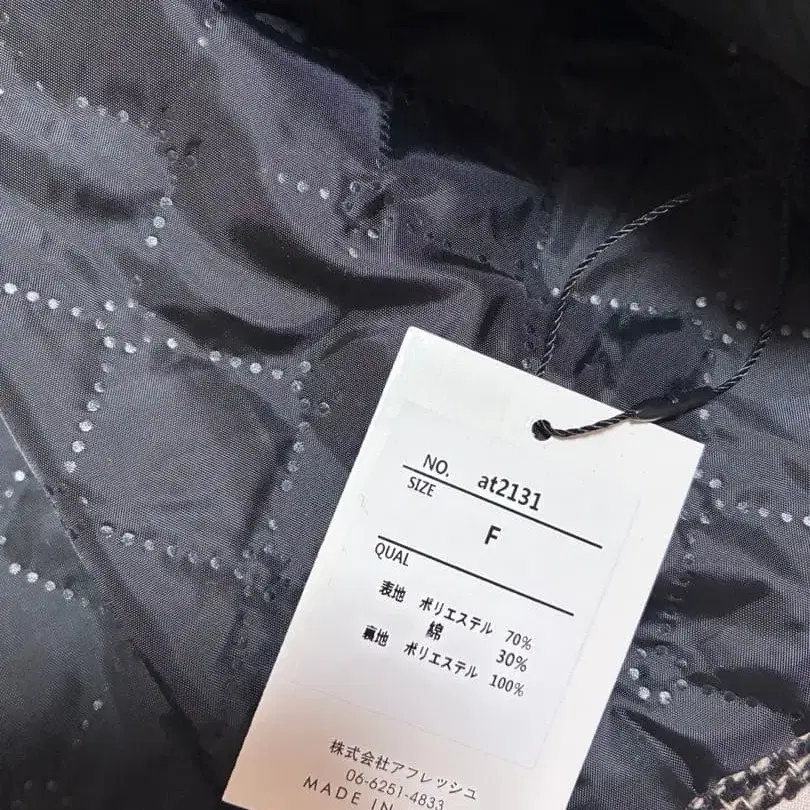 NO. at2131
SIZE
F
QUAL
表地 ポリエステル 70%
綿 30%
裏地 ポリエステル 100%
株式会社アフレッシュ
06-6251-4833
MADE IN